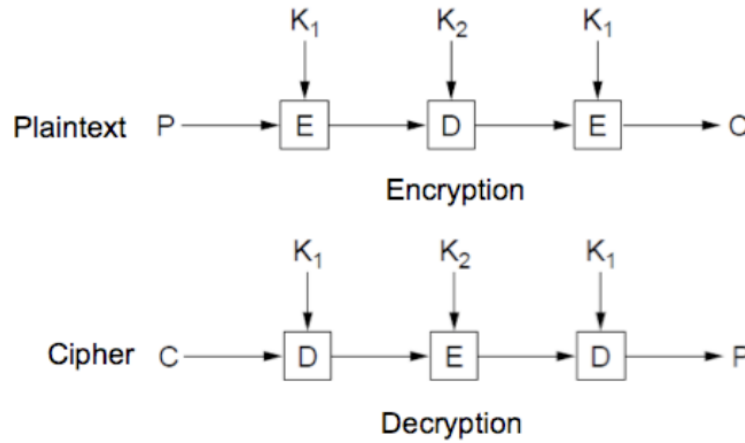 K₁ K₂ K₁
Plaintext P E D E C
Encryption
K₁ K₂ K₁
Cipher C D E D P
Decryption